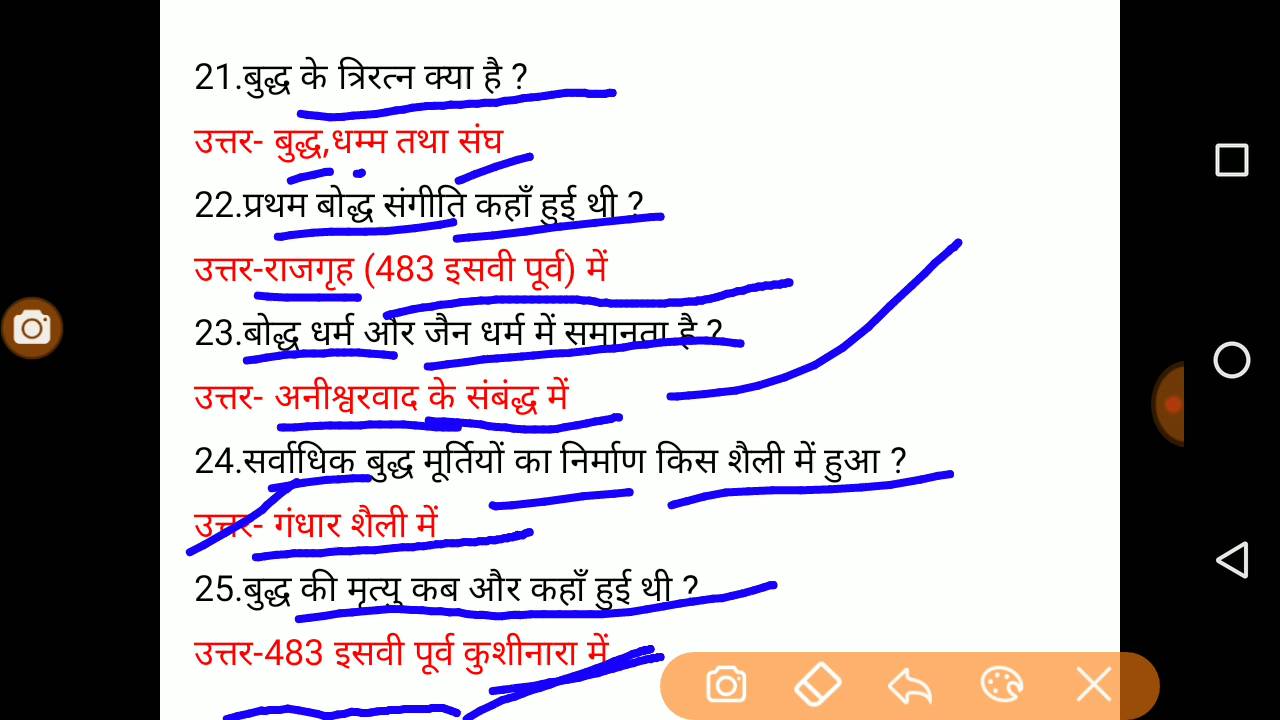 21.बुद्ध के त्रिरत्न क्या है ?
उत्तर- बुद्ध,धम्म तथा संघ
22.प्रथम बोद्ध संगीति कहाँ हुई थी ?
उत्तर-राजगृह (483 इसवी पूर्व) में
23.बोद्ध धर्म और जैन धर्म में समानता है ?
उत्तर- अनीश्वरवाद के संबंद्ध में
24.सर्वाधिक बुद्ध मूर्तियों का निर्माण किस शैली में हुआ ?
उत्तर- गंधार शैली में
25.बुद्ध की मृत्यु कब और कहाँ हुई थी ?
उत्तर-483 इसवी पूर्व कुशीनारा में